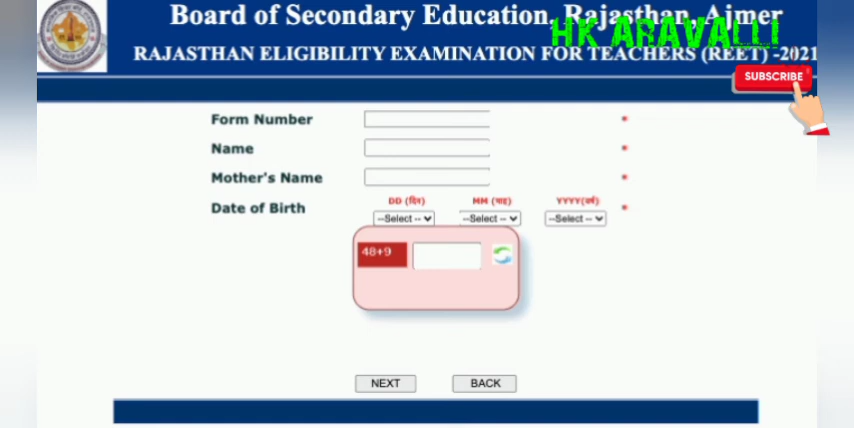 Board of Secondary Education, Rajasthan, Ajmer
HK ARAVALLI
RAJASTHAN ELIGIBILITY EXAMINATION FOR TEACHERS (REET) -2021
SUBSCRIBE
Form Number *
Name *
Mother's Name *
DD (दिन) MM (माह) YYYY(वर्ष)
Date of Birth *
--Select -- --Select -- --Select --
48+9
NEXT BACK